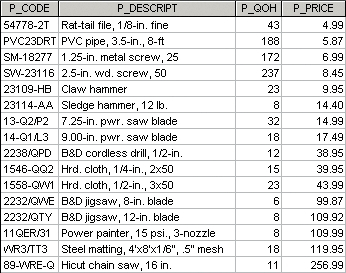 P_CODE P_DESCRIPT P_QOH P_PRICE
54778-2T Rat-tail file, 1/8-in. fine 43 4.99
PVC23DRT PVC pipe, 3.5-in., 8-ft 188 5.87
SM-18277 1.25-in. metal screw, 25 172 6.99
SW-23116 2.5-in. wd. screw, 50 237 8.45
23109-HB Claw hammer 23 9.95
23114-AA Sledge hammer, 12 lb. 8 14.40
13-Q2/P2 7.25-in. pwr. saw blade 32 14.99
14-Q1/L3 9.00-in. pwr. saw blade 18 17.49
2238/QPD B&D cordless drill, 1/2-in. 12 38.95
1546-QQ2 Hrd. cloth, 1/4-in., 2x50 15 39.95
1558-QW1 Hrd. cloth, 1/2-in., 3x50 23 43.99
2232/QWE B&D jigsaw, 8-in. blade 6 99.87
2232/QTY B&D jigsaw, 12-in. blade 8 109.92
11QER/31 Power painter, 15 psi., 3-nozzle 8 109.99
WR3/TT3 Steel matting, 4'x8'x1/6", .5" mesh 18 119.95
89-WRE-Q Hicut chain saw, 16 in. 11 256.99